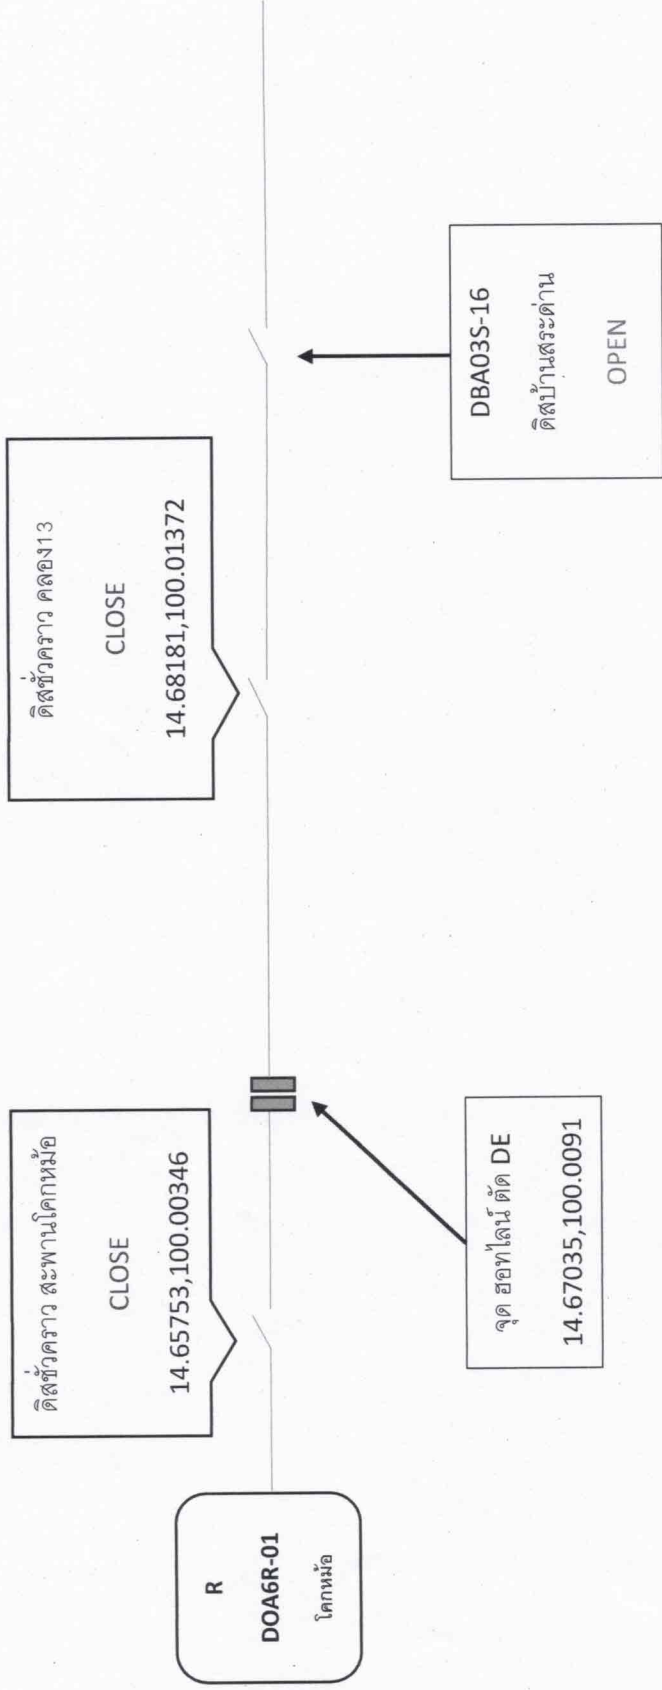 R
DOA6R-01
โคกหม้อ
ดิสชั่วคราว สะพานโคกหม้อ
CLOSE
14.65753,100.00346
จุด ฮอทไลน์ ตัด DE
14.67035,100.0091
ดิสชั่วคราว คลอง13
CLOSE
14.68181,100.01372
DBA03S-16
ดิสบ้านสระด่าน
OPEN